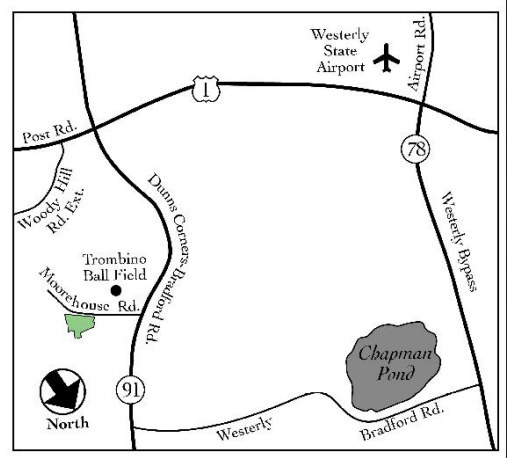 Westerly
State
Airport
Airport Rd.
1
Post Rd.
78
Woody Hill
Rd. Ext.
Dunns Corners-Bradford Rd.
Westerly Bypass
Trombino
Ball Field
Moorehouse Rd.
Chapman
Pond
91
North
Westerly
Bradford Rd.